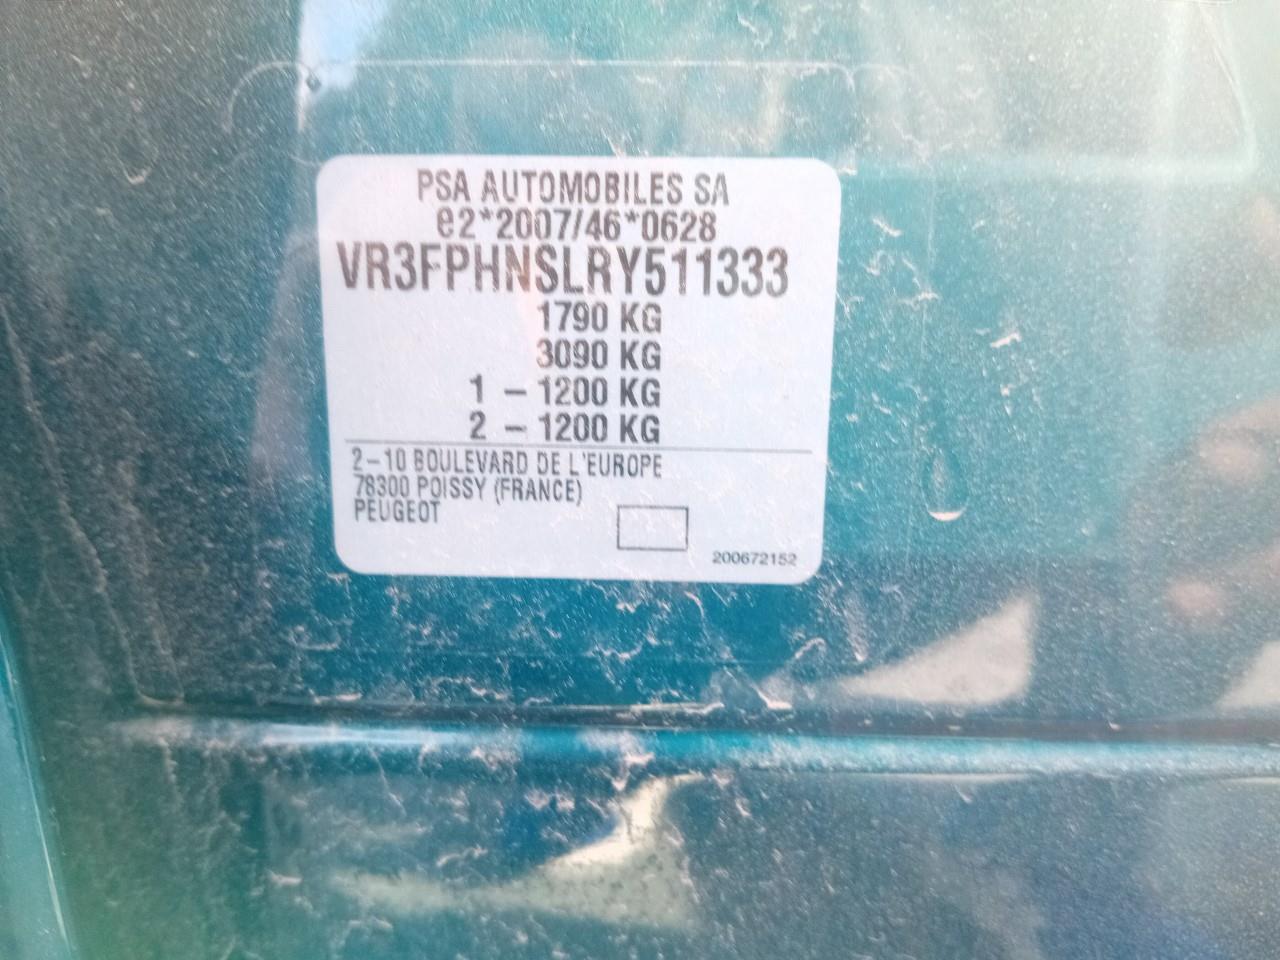 PSA AUTOMOBILES SA
e2*2007/46*0628
VR3FPHNSLRY511333
1790 KG
3090 KG
1 – 1200 KG
2 – 1200 KG
2–10 BOULEVARD DE L'EUROPE
78300 POISSY (FRANCE)
PEUGEOT
200672152